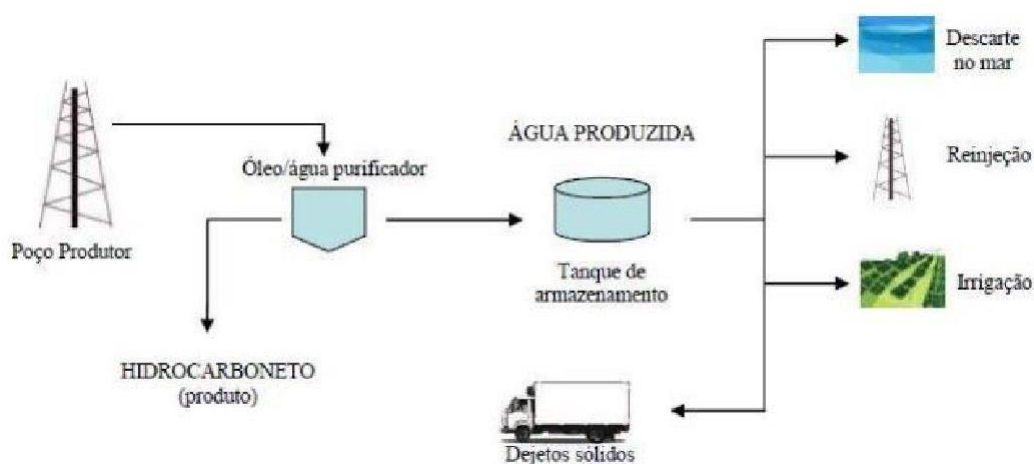 Descarte
no mar
ÁGUA PRODUZIDA
Óleo/água purificador
Reinjeção
Poço Produtor
Tanque de
armazenamento
Irrigação
HIDROCARBONETO
(produto)
Dejetos sólidos